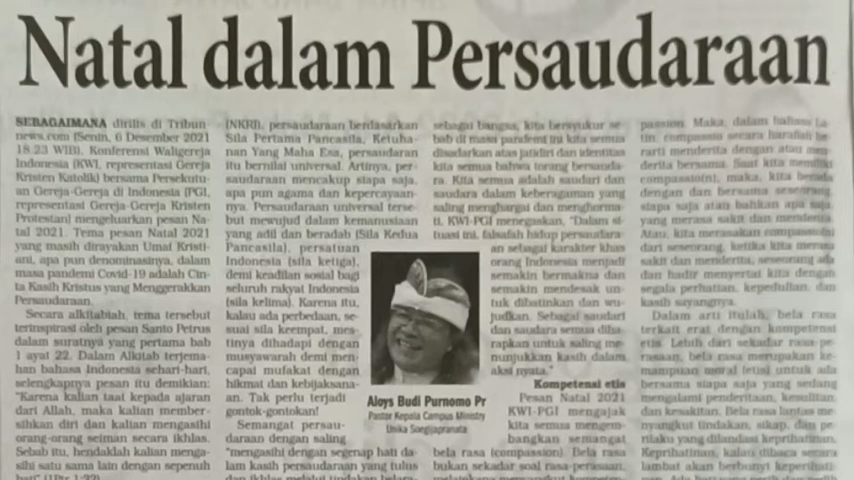 Natal dalam Persaudaraan
SEBAGAIMANA dirilis di Tribun-
news.com (Senin, 6 Desember 2021
18.23 WIB), Konferensi Waligereja
Indonesia (KWI, representasi Gereja
Kristen Katolik) bersama Persekutu-
an Gereja-Gereja di Indonesia (PGI,
representasi Gereja-Gereja Kristen
Protestan) mengeluarkan pesan Na-
tal 2021. Tema pesan Natal 2021
yang masih dirayakan Umat Kristi-
ani, apa pun denominasinya, dalam
masa pandemi Covid-19 adalah Cin-
ta Kasih Kristus yang Menggerakkan
Persaudaraan.
Secara alkitabiah, tema tersebut
terinspirasi oleh pesan Santo Petrus
dalam suratnya yang pertama bab
1 ayat 22. Dalam Alkitab terjema-
han bahasa Indonesia sehari-hari,
selengkapnya pesan itu demikian:
"Karena kalian taat kepada ajaran
dari Allah, maka kalian member-
sihkan diri dan kalian mengasihi
orang-orang seiman secara ikhlas.
Sebab itu, hendaklah kalian menga-
sihi satu sama lain dengan sepenuh
hati" (1Ptr 1:22)
(NKRI), persaudaraan berdasarkan
Sila Pertama Pancasila, Ketuha-
nan Yang Maha Esa, persaudaran
itu bernilai universal. Artinya, per-
saudaraan mencakup siapa saja,
apa pun agama dan kepercayaan-
nya. Persaudaraan universal terse-
but mewujud dalam kemanusiaan
yang adil dan beradab (Sila Kedua
Pancasila), persatuan
Indonesia (sila ketiga),
demi keadilan sosial bagi
seluruh rakyat Indonesia
(sila kelima). Karena itu,
kalau ada perbedaan, se-
suai sila keempat, mes-
tinya dihadapi dengan
musyawarah demi men-
capai mufakat dengan
hikmat dan kebijaksana-
an. Tak perlu terjadi
gontok-gontokan!
Semangat persau-
daraan dengan saling
"mengasihi dengan segenap hati da-
lam kasih persaudaraan yang tulus
dan ikhlas melalui tindakan
Aloys Budi Purnomo Pr
Pastor Kepala Campus Ministry
Unika Soegijapranata
sebagai bangsa, kita bersyukur se-
bab di masa pandemi ini kita semua
disadarkan atas jatidiri dan identitas
kita semua bahwa torang bersauda-
ra. Kita semua adalah saudari dan
saudara dalam keberagaman yang
saling menghargai dan menghorma-
ti. KWI-PGI menegaskan, "Dalam si-
tuasi ini, falsafah hidup persaudara-
an sebagai karakter khas
orang Indonesia menjadi
semakin bermakna dan
semakin mendesak un-
tuk dibatinkan dan wu-
judkan. Sebagai saudari
dan saudara semua diha-
rapkan untuk saling me-
nunjukkan kasih dalam
aksi nyata."
Kompetensi etis
Pesan Natal 2021
KWI-PGI mengajak
kita semua mengem-
bangkan semangat
bela rasa (compassion). Bela rasa
bukan sekadar soal rasa-perasaan,
passion. Maka, dalam bahasa La-
tin, compassio secara harafiah be-
rarti menderita dengan atau men-
derita bersama. Saat kita memiliki
compassio(n), maka, kita berada
dengan dan bersama seseorang,
siapa saja atau bahkan apa saja
yang merasa sakit dan menderita.
Atau, kita merasakan compassio(n)
dari seseorang, ketika kita merasa
sakit dan menderita, seseorang ada
dan hadir menyertai kita dengan
segala perhatian, kepedulian, dan
kasih sayangnya.
Dalam arti itulah, bela rasa
terkait erat dengan kompetensi
etis. Lebih dari sekadar rasa-pe-
rasaan, bela rasa merupakan ke-
mampuan moral (etis) untuk ada
bersama siapa saja yang sedang
mengalami penderitaan, kesulitan
dan kesakitan. Bela rasa lantas me-
nyangkut tindakan, sikap, dan pe-
rilaku yang dilandasi keprihatinan.
Keprihatinan, kalau dibaca secara
lambat akan berbunyi keperihati-